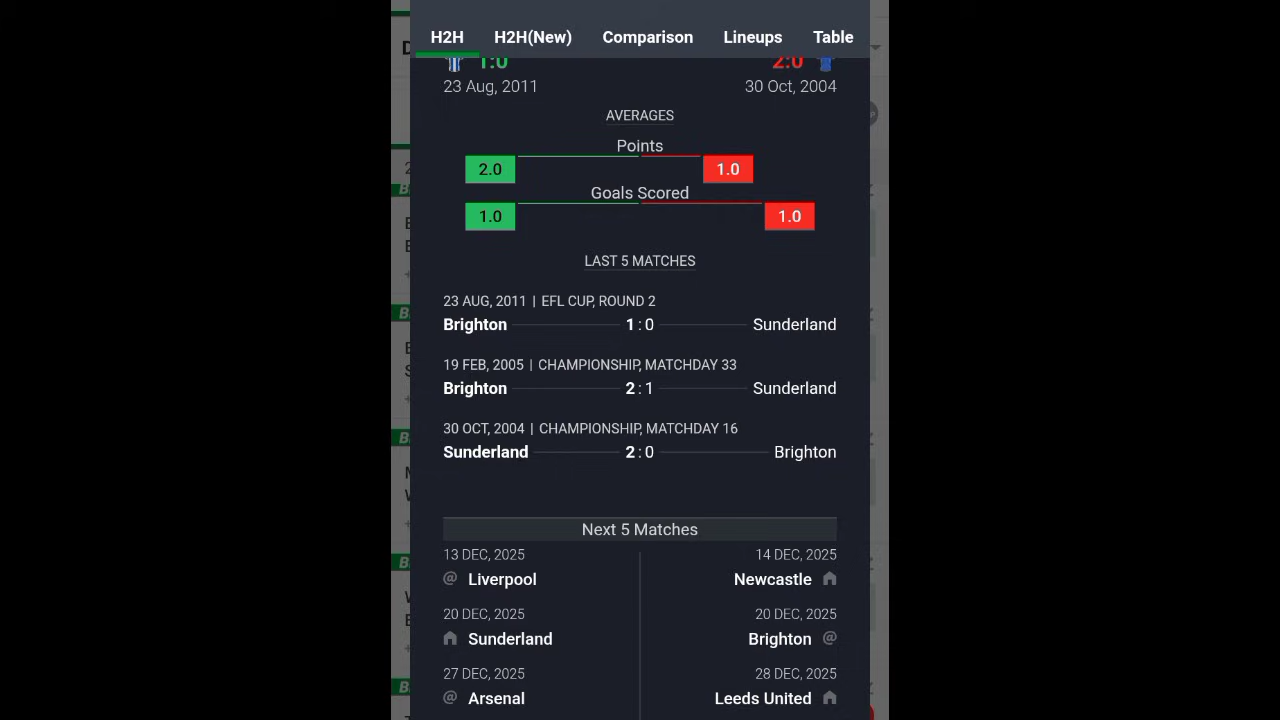 H2H H2H(New) Comparison Lineups Table
1:0 2:0
23 Aug, 2011 30 Oct, 2004
AVERAGES
Points
2.0 1.0
Goals Scored
1.0 1.0
LAST 5 MATCHES
23 AUG, 2011 | EFL CUP, ROUND 2
Brighton 1 : 0 Sunderland
19 FEB, 2005 | CHAMPIONSHIP, MATCHDAY 33
Brighton 2 : 1 Sunderland
30 OCT, 2004 | CHAMPIONSHIP, MATCHDAY 16
Sunderland 2 : 0 Brighton
Next 5 Matches
13 DEC, 2025 14 DEC, 2025
@ Liverpool Newcastle
20 DEC, 2025 20 DEC, 2025
Sunderland Brighton @
27 DEC, 2025 28 DEC, 2025
@ Arsenal Leeds United